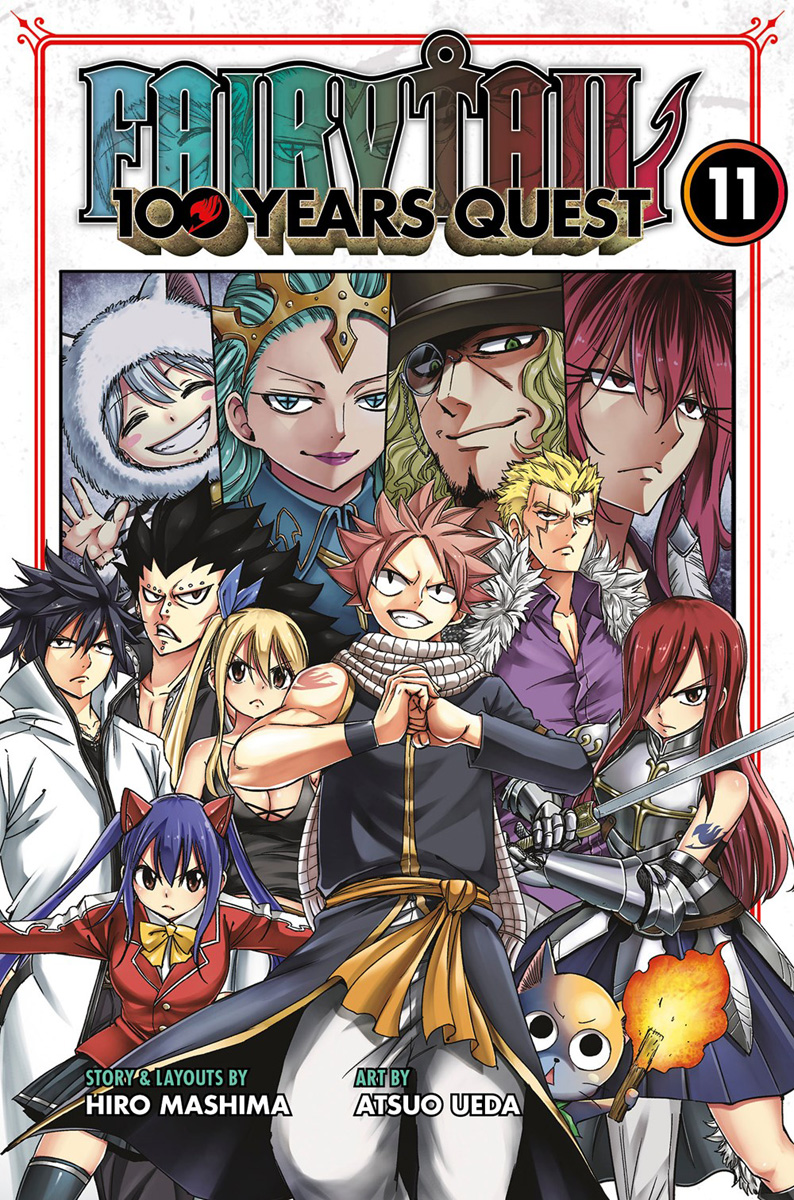 FAIRY TAIL
100 YEARS QUEST
11
STORY & LAYOUTS BY
HIRO MASHIMA
ART BY
ATSUO UEDA